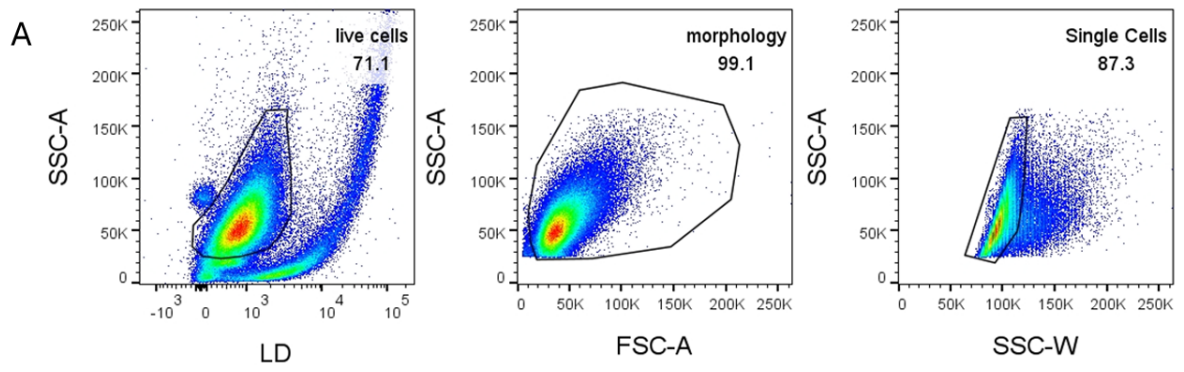 A
SSC-A
250K
200K
150K
100K
50K
0
live cells
71.1
-10 3
0
10 3
10 4
10 5
LD
SSC-A
250K
200K
150K
100K
50K
0
morphology
99.1
0
50K
100K
150K
200K
250K
FSC-A
SSC-A
250K
200K
150K
100K
50K
0
Single Cells
87.3
0
50K
100K
150K
200K
250K
SSC-W